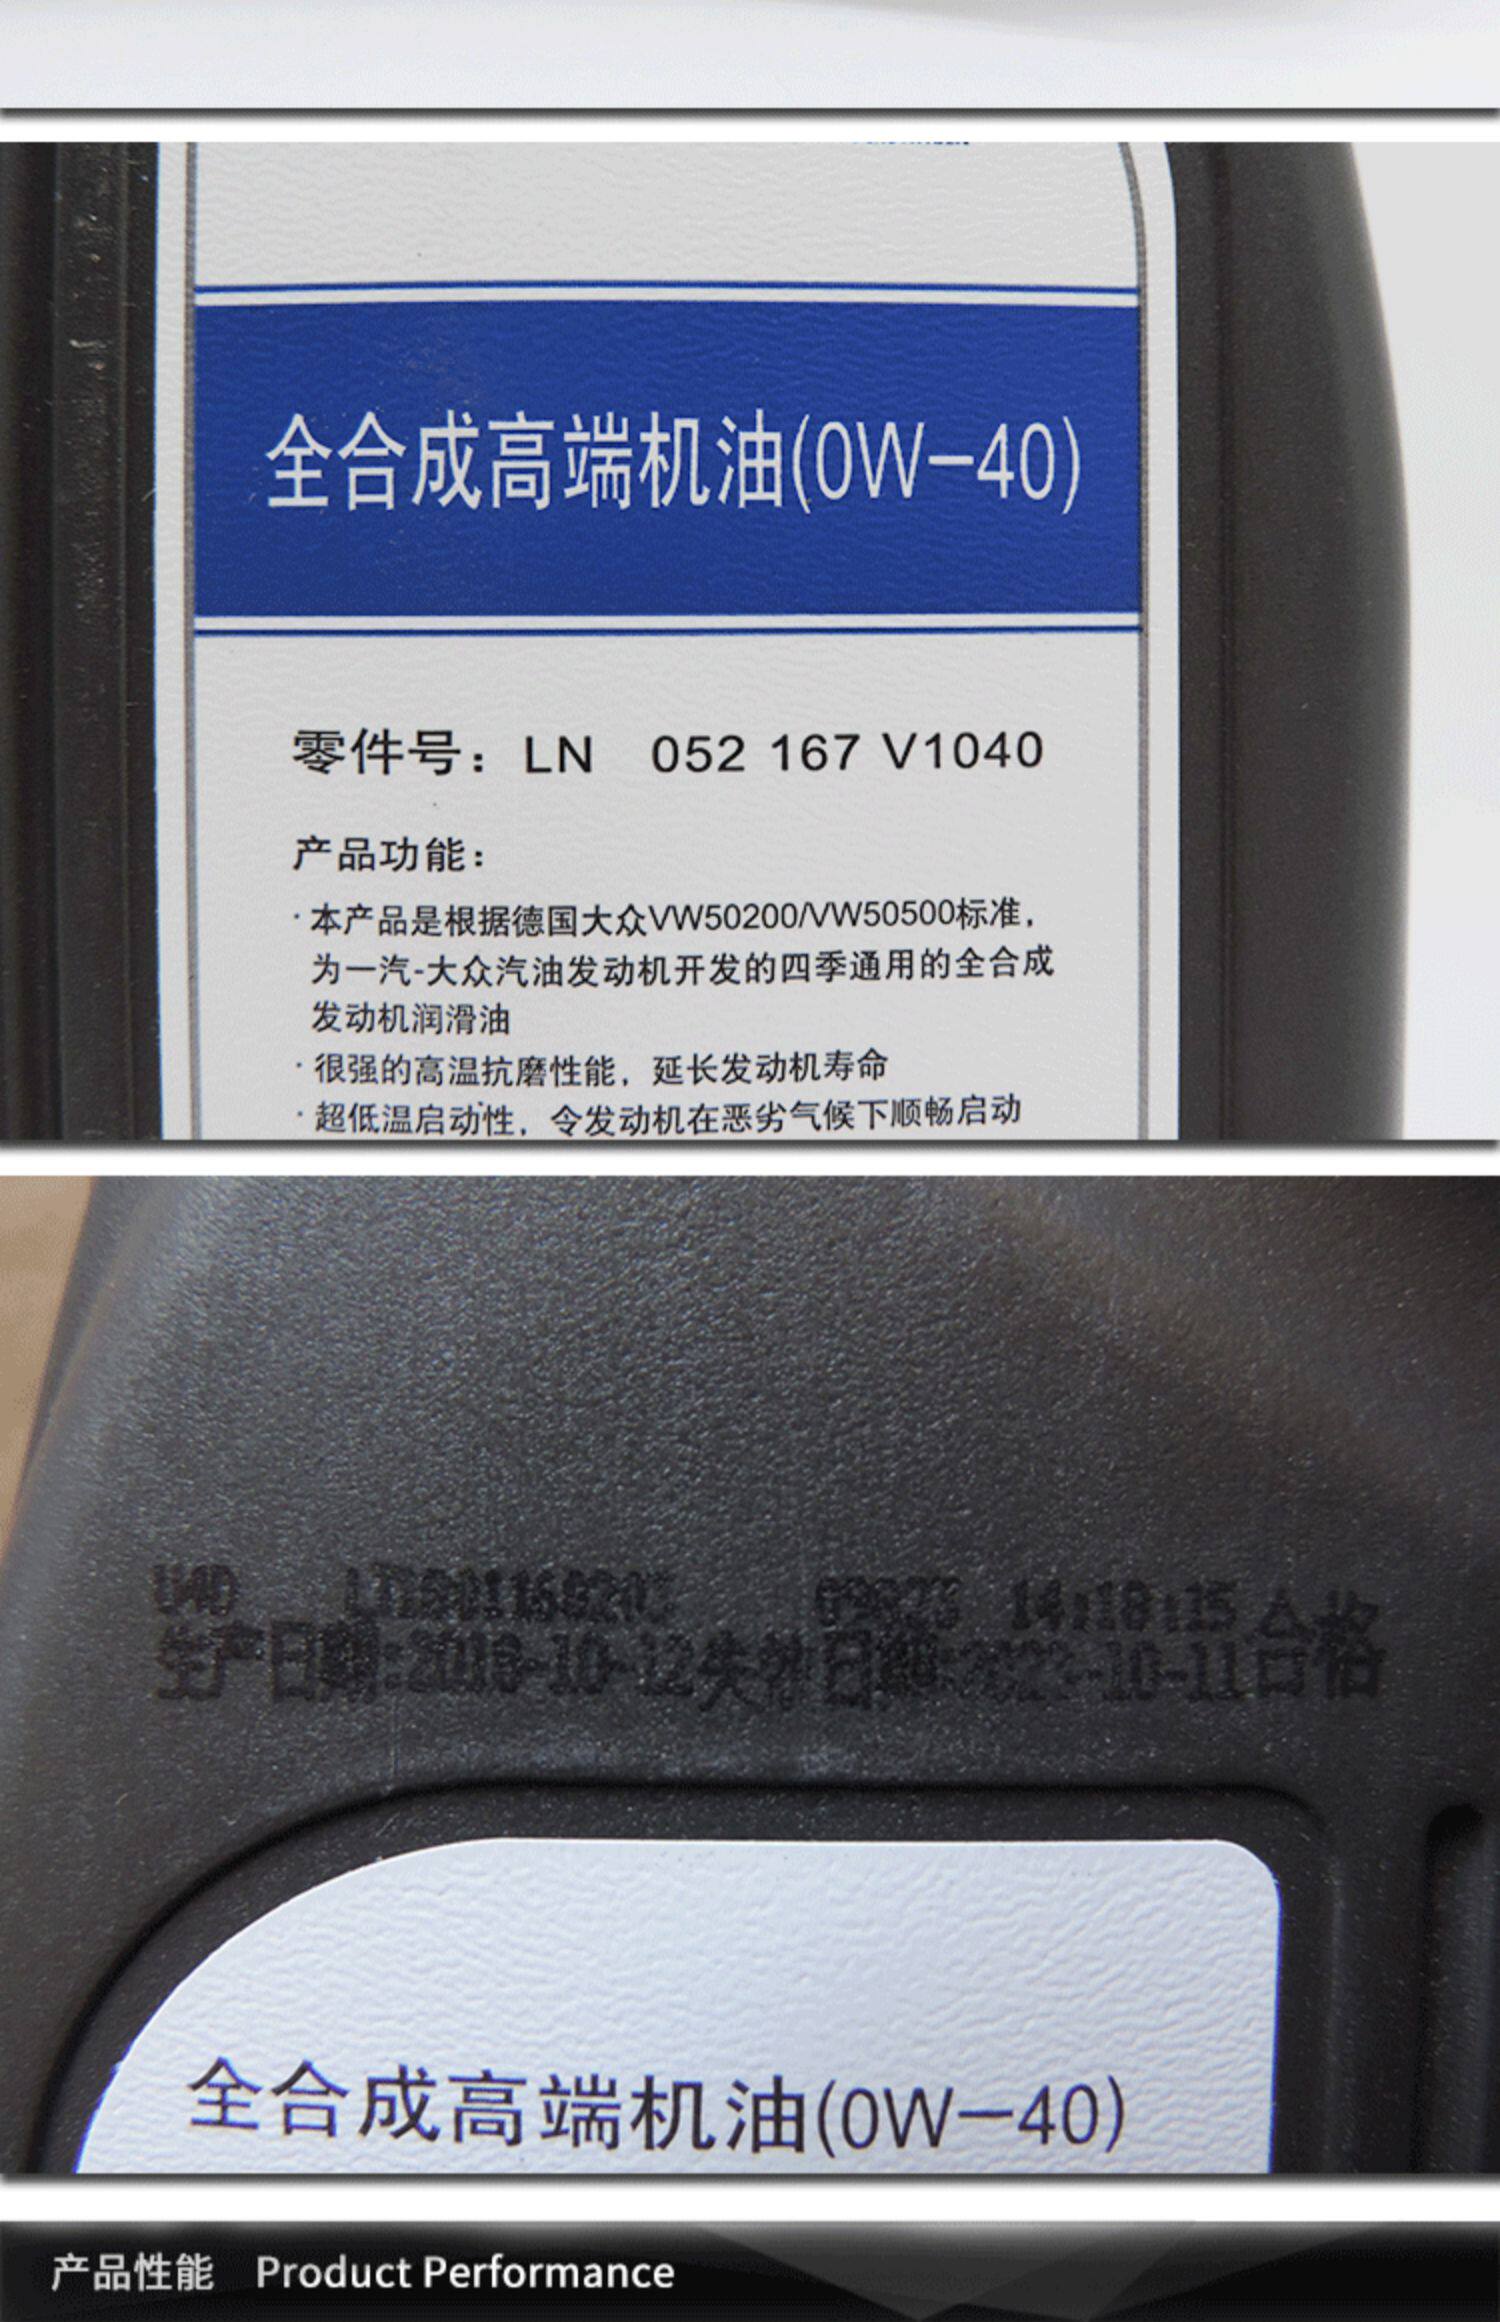 全合成高端机油(0W-40)
零件号：LN 052 167 V1040
产品功能：
·本产品是根据德国大众VW50200/VW50500标准，
为一汽-大众汽油发动机开发的四季通用的全合成
发动机润滑油
·很强的高温抗磨性能，延长发动机寿命
·超低温启动性，令发动机在恶劣气候下顺畅启动
14:18:15
生产日期: 10-12失效日期: 10-11合格
全合成高端机油(0W-40)
产品性能 Product Performance